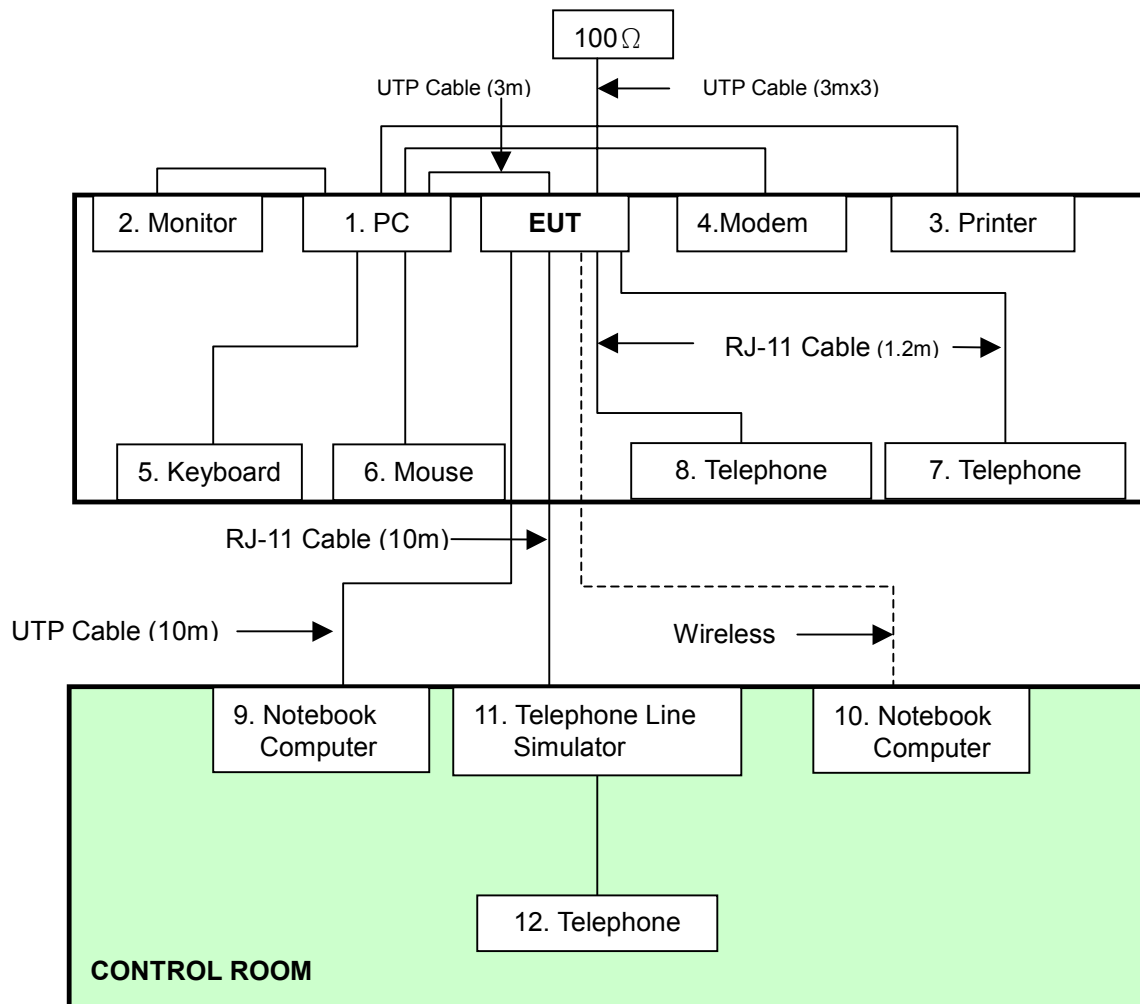 100Ω
UTP Cable (3m)
UTP Cable (3mx3)
2. Monitor
1. PC
EUT
4.Modem
3. Printer
RJ-11 Cable (1.2m)
5. Keyboard
6. Mouse
8. Telephone
7. Telephone
RJ-11 Cable (10m)
UTP Cable (10m)
Wireless
9. Notebook
Computer
11. Telephone Line
Simulator
10. Notebook
Computer
12. Telephone
CONTROL ROOM